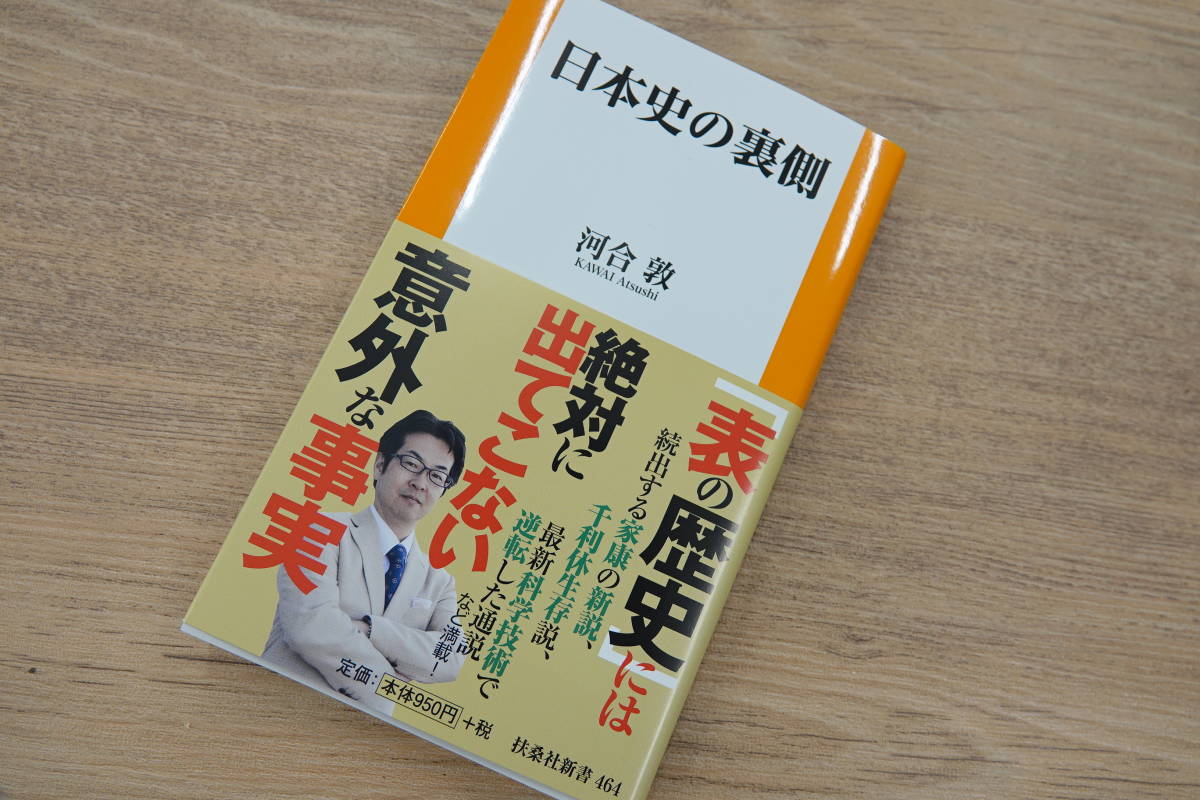 日本史の裏側
河合 敦
KAWAI Atsushi
「表の歴史」には
続出する家康の新説、
千利休生存説、
最新科学技術で
逆転した通説
など満載!
絶対に
出てこない
意外な事実
定価:本体950円+税
扶桑社新書 464